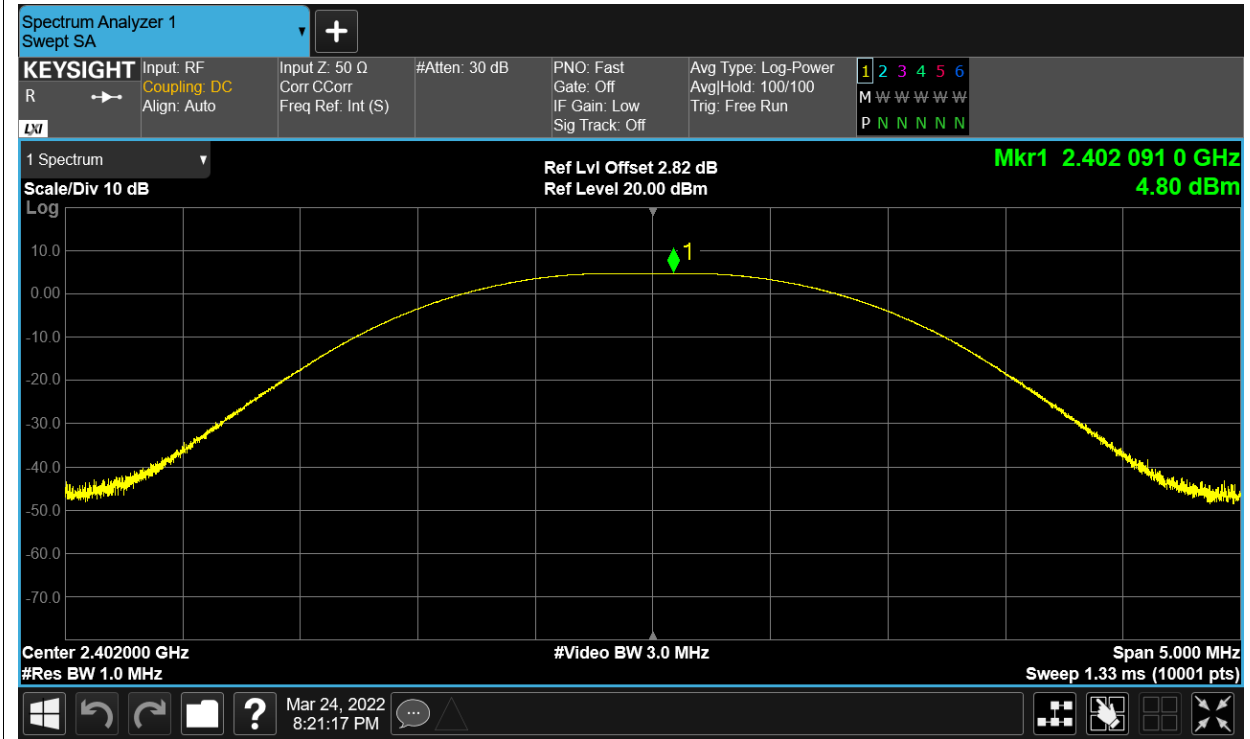 Spectrum Analyzer 1
Swept SA
KEYSIGHT
R
LXI
Input: RF
Coupling: DC
Align: Auto
Input Z: 50 Ω
Corr CCorr
Freq Ref: Int (S)
#Atten: 30 dB
PNO: Fast
Gate: Off
IF Gain: Low
Sig Track: Off
Avg Type: Log-Power
Avg|Hold: 100/100
Trig: Free Run
1 2 3 4 5 6
M W W W W W
P N N N N N
1 Spectrum
Scale/Div 10 dB
Log
Ref Lvl Offset 2.82 dB
Ref Level 20.00 dBm
Mkr1 2.402 091 0 GHz
4.80 dBm
1
10.0
0.00
-10.0
-20.0
-30.0
-40.0
-50.0
-60.0
-70.0
Center 2.402000 GHz
#Video BW 3.0 MHz
Span 5.000 MHz
#Res BW 1.0 MHz
Sweep 1.33 ms (10001 pts)
?
Mar 24, 2022
8:21:17 PM